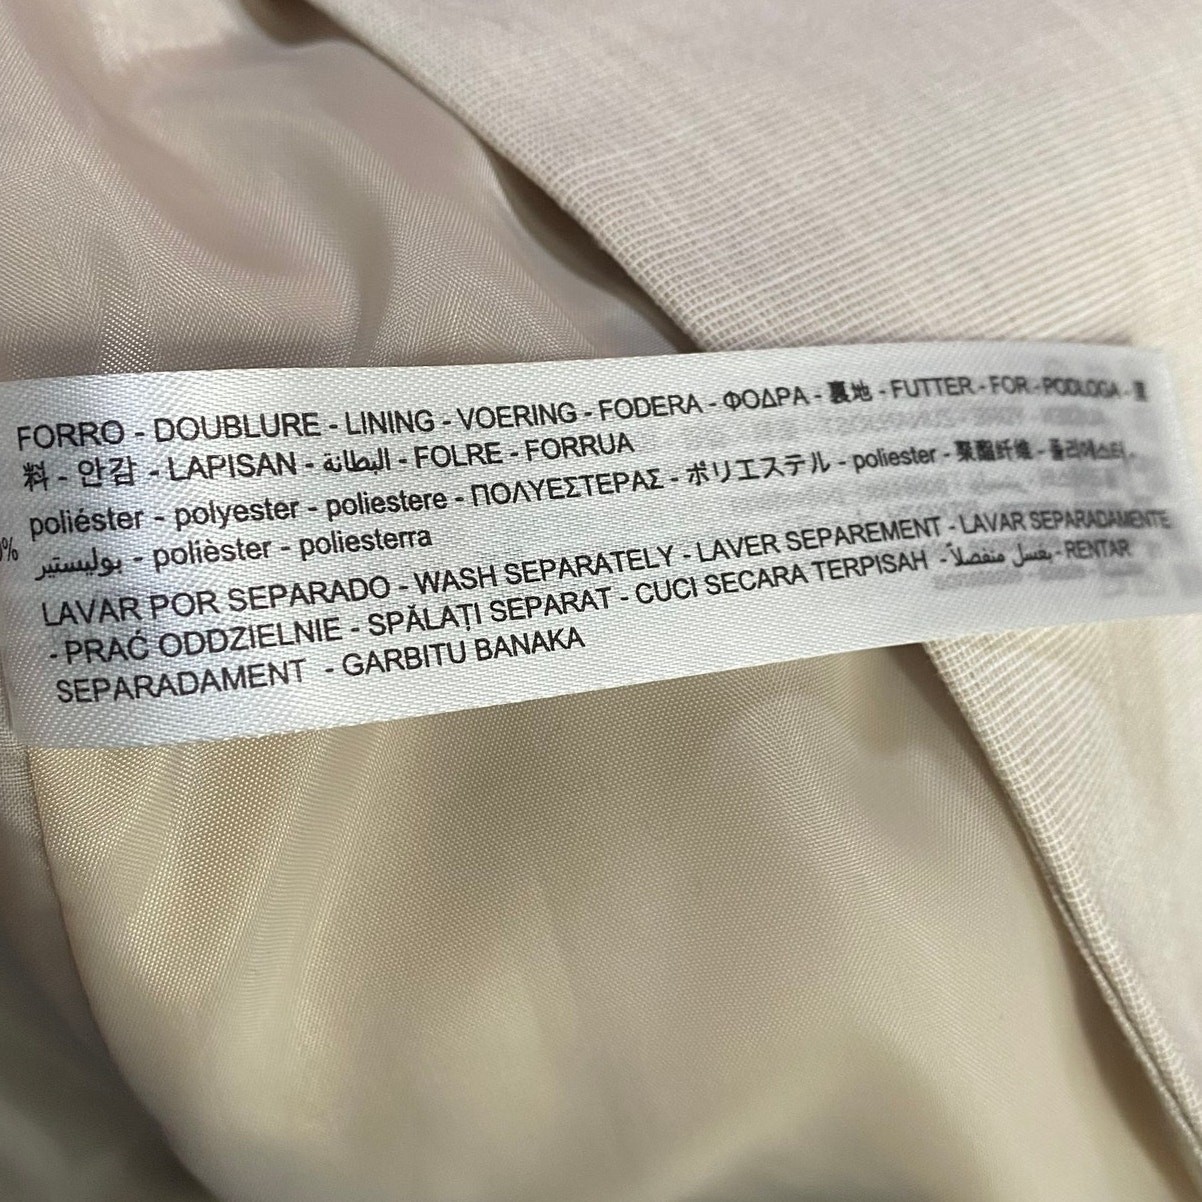 FORRO - DOUBLURE - LINING - VOERING - FODERA - ΦΟΔΡΑ - 裏地 - FUTTER - FOR - PODLOGA - 里
料 - 안감 - LAPISAN - البطانة - FOLRE - FORRUA
poliéster - polyester - poliestere - ΠΟΛΥΕΣΤΕΡΑΣ - ポリエステル - poliester - 聚酯纤维 - 폴리에스터 -
0% بوليستير - polièster - poliesterra
LAVAR POR SEPARADO - WASH SEPARATELY - LAVER SEPAREMENT - LAVAR SEPARADAMENTE
- PRAĆ ODDZIELNIE - SPĂLAȚI SEPARAT - CUCI SECARA TERPISAH - يغسل منفصلاً - RENTAR
SEPARADAMENT - GARBITU BANAKA